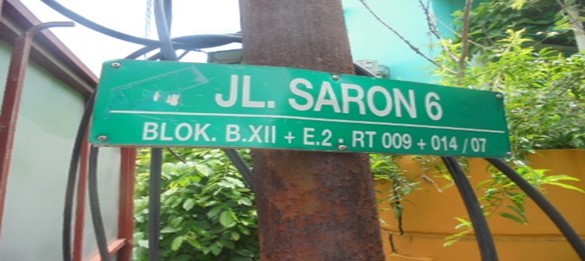 JL. SARON 6
BLOK. B.XII + E.2 . RT 009 + 014 / 07